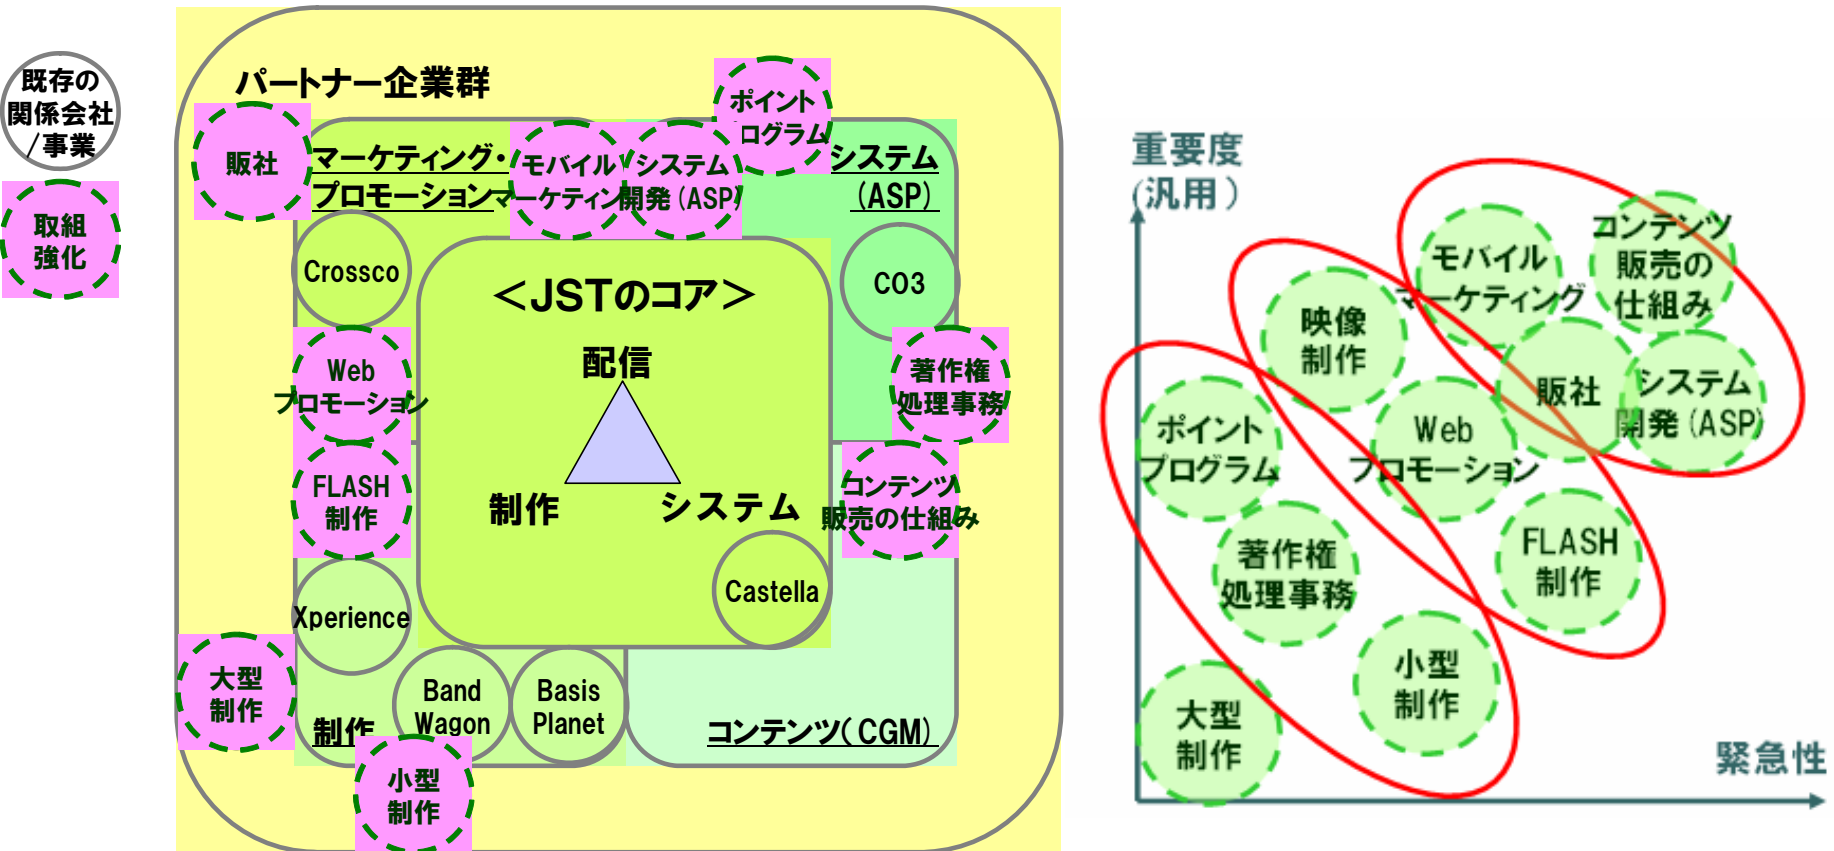 既存の
関係会社
/事業
取組
強化
パートナー企業群
販社
マーケティング・
プロモーション
モバイル
マーケティング
システム
開発(ASP)
ポイント
プログラム
システム
(ASP)
Crossco
CO3
<JSTのコア>
配信
制作
システム
Web
プロモーション
著作権
処理事務
FLASH
制作
コンテンツ
販売の仕組み
Castella
Xperience
大型
制作
Band
Wagon
Basis
Planet
制作
コンテンツ(CGM)
小型
制作
重要度
(汎用)
コンテンツ
販売の
仕組み
モバイル
マーケティング
映像
制作
販社
システム
開発(ASP)
ポイント
プログラム
Web
プロモーション
著作権
処理事務
FLASH
制作
小型
制作
大型
制作
緊急性